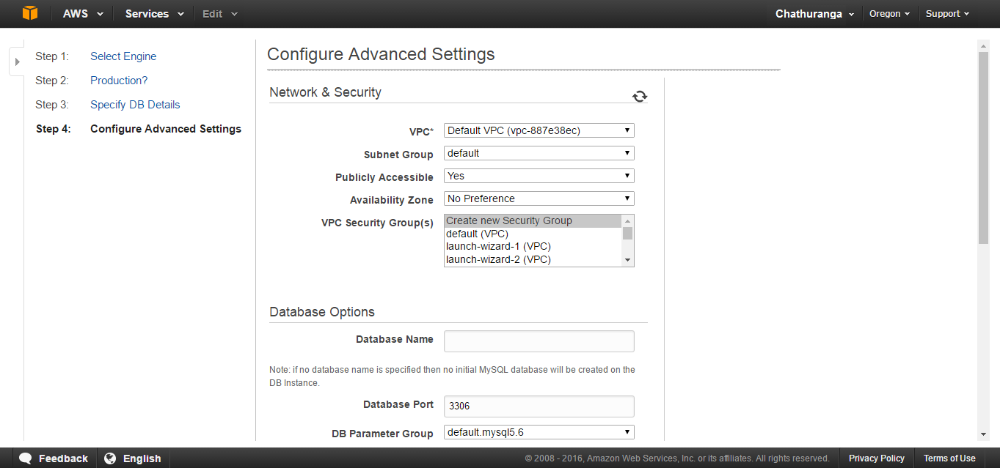 AWS Services Edit Chathuranga Oregon Support
Step 1: Select Engine
Step 2: Production?
Step 3: Specify DB Details
Step 4: Configure Advanced Settings
Configure Advanced Settings
Network & Security
VPC* Default VPC (vpc-887e38ec)
Subnet Group default
Publicly Accessible Yes
Availability Zone No Preference
VPC Security Group(s) Create new Security Group
default (VPC)
launch-wizard-1 (VPC)
launch-wizard-2 (VPC)
Database Options
Database Name
Note: if no database name is specified then no initial MySQL database will be created on the
DB Instance.
Database Port 3306
DB Parameter Group default.mysql5.6
Feedback English © 2008 - 2016, Amazon Web Services, Inc. or its affiliates. All rights reserved. Privacy Policy Terms of Use